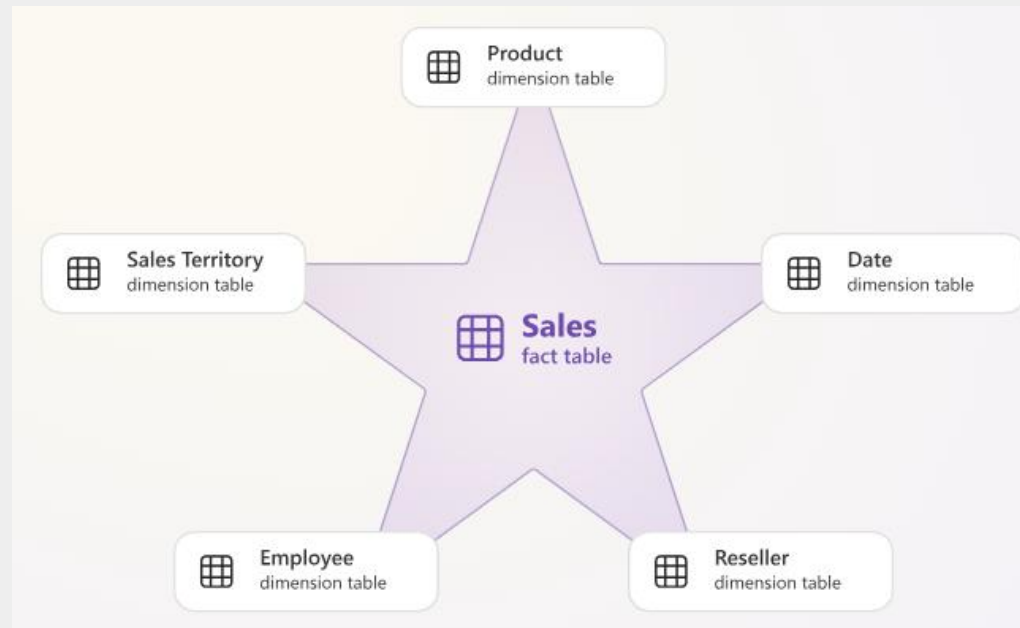 Product
dimension table
Sales Territory
dimension table
Date
dimension table
Sales
fact table
Employee
dimension table
Reseller
dimension table